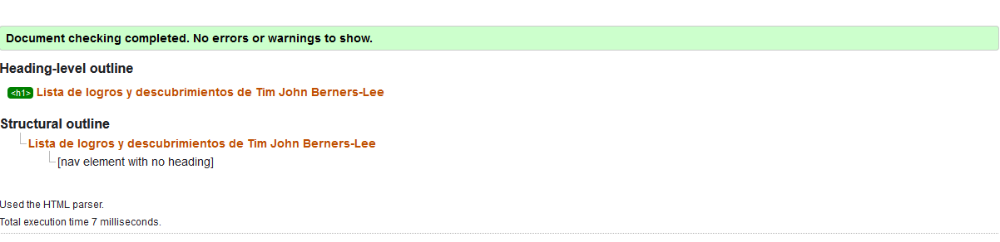 Document checking completed. No errors or warnings to show.
Heading-level outline
<h1> Lista de logros y descubrimientos de Tim John Berners-Lee
Structural outline
Lista de logros y descubrimientos de Tim John Berners-Lee
[nav element with no heading]
Used the HTML parser.
Total execution time 7 milliseconds.